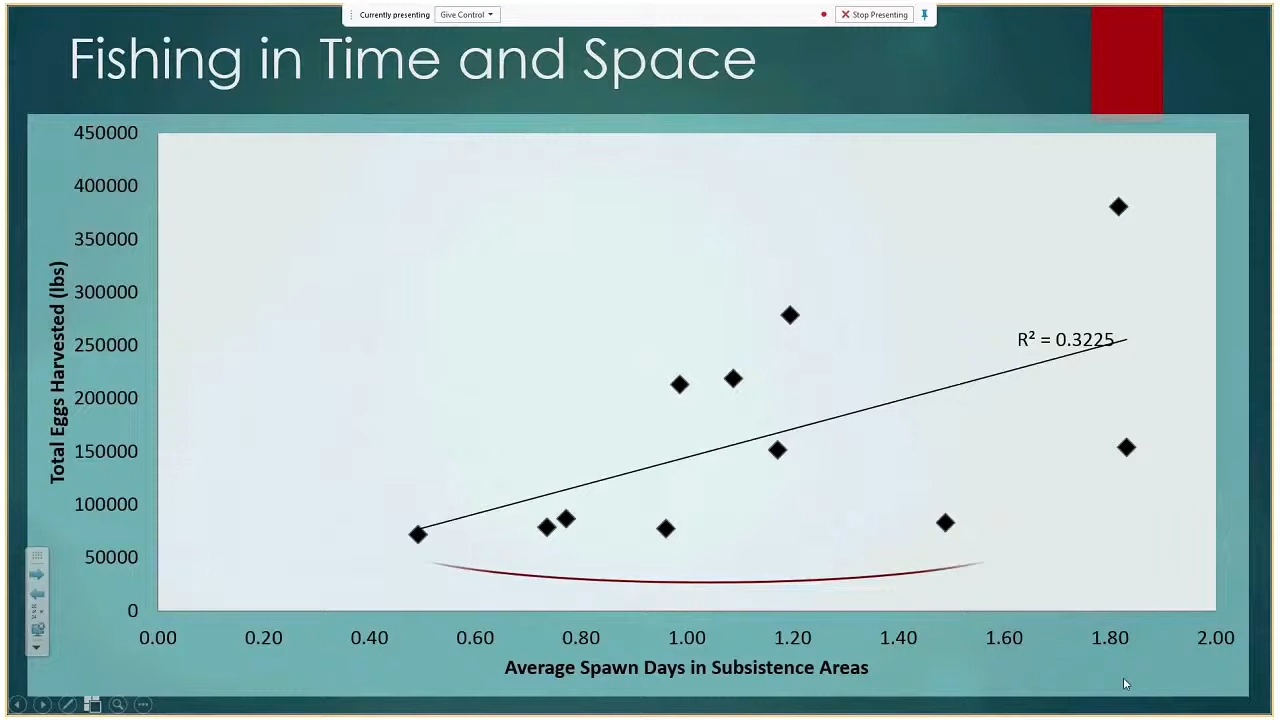 Currently presenting
Give Control
Stop Presenting
Fishing in Time and Space
450000
400000
350000
300000
250000
200000
150000
100000
50000
0
Total Eggs Harvested (lbs)
R² = 0.3225
0.00 0.20 0.40 0.60 0.80 1.00 1.20 1.40 1.60 1.80 2.00
Average Spawn Days in Subsistence Areas